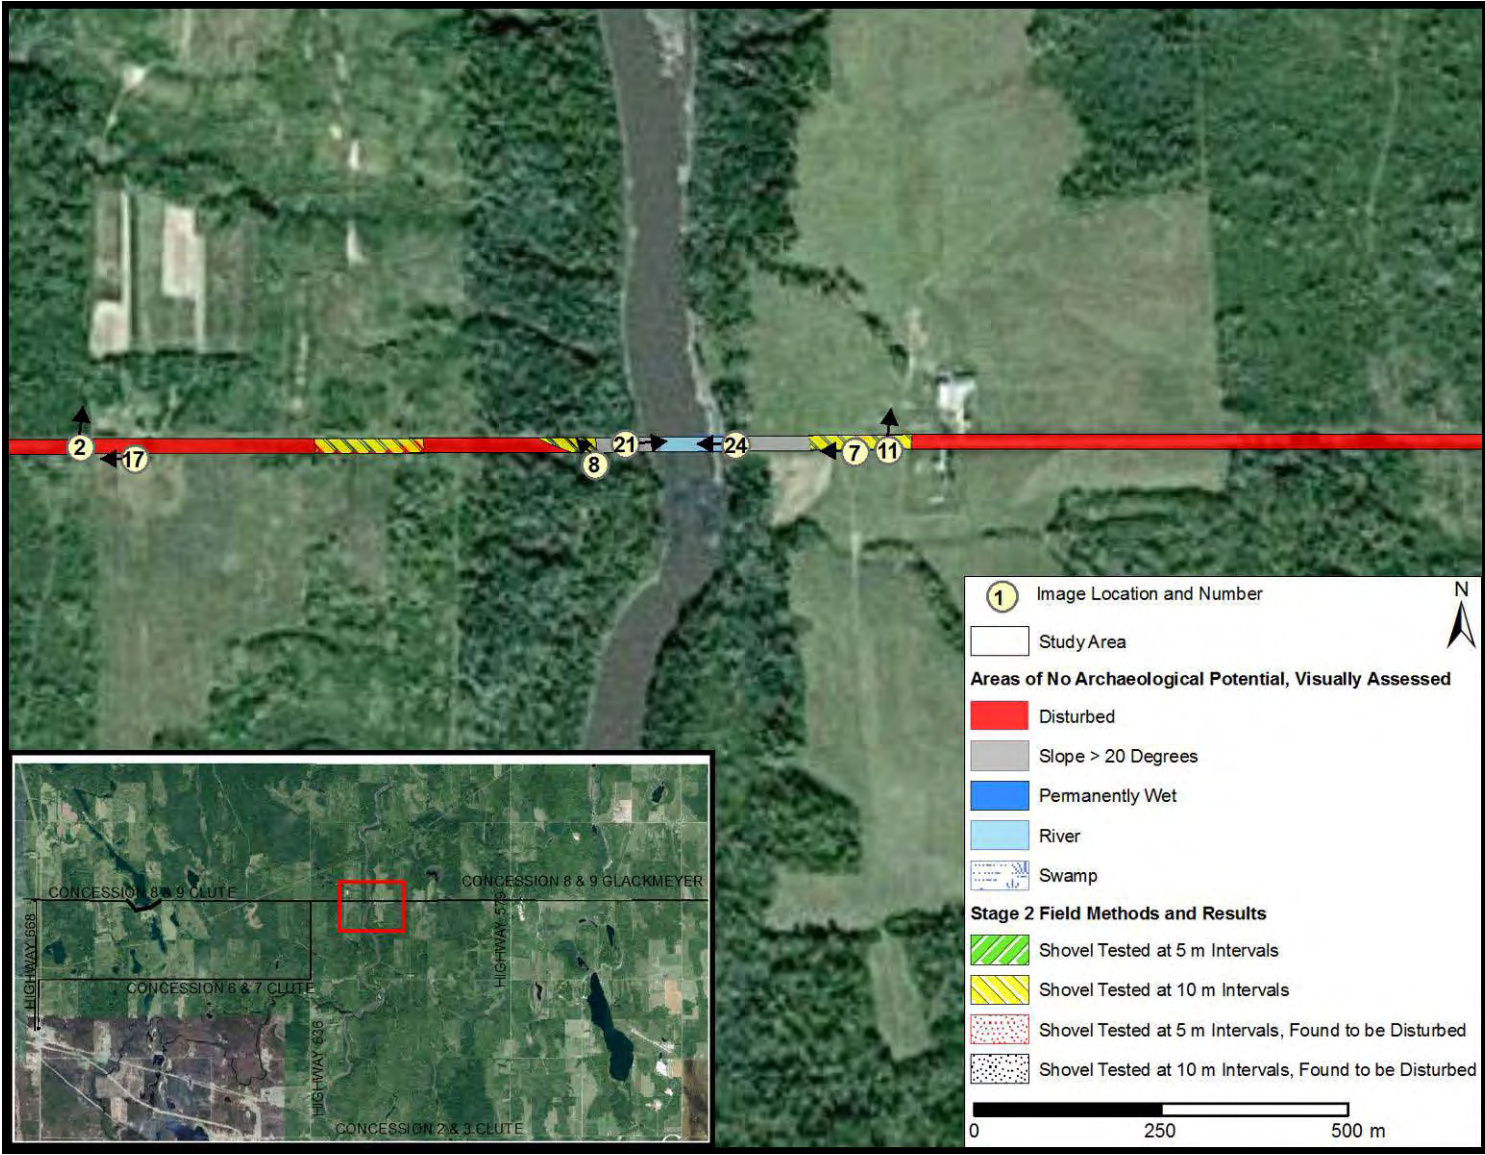 2
17
8
21
24
7
11
1 Image Location and Number
N
Study Area
Areas of No Archaeological Potential, Visually Assessed
Disturbed
Slope > 20 Degrees
Permanently Wet
River
Swamp
Stage 2 Field Methods and Results
Shovel Tested at 5 m Intervals
Shovel Tested at 10 m Intervals
Shovel Tested at 5 m Intervals, Found to be Disturbed
Shovel Tested at 10 m Intervals, Found to be Disturbed
0 250 500 m
CONCESSION 8 & 9 CLUTE
CONCESSION 8 & 9 GLACKMEYER
HIGHWAY 668
HIGHWAY 579
CONCESSION 6 & 7 CLUTE
HIGHWAY 636
CONCESSION 2 & 3 CLUTE